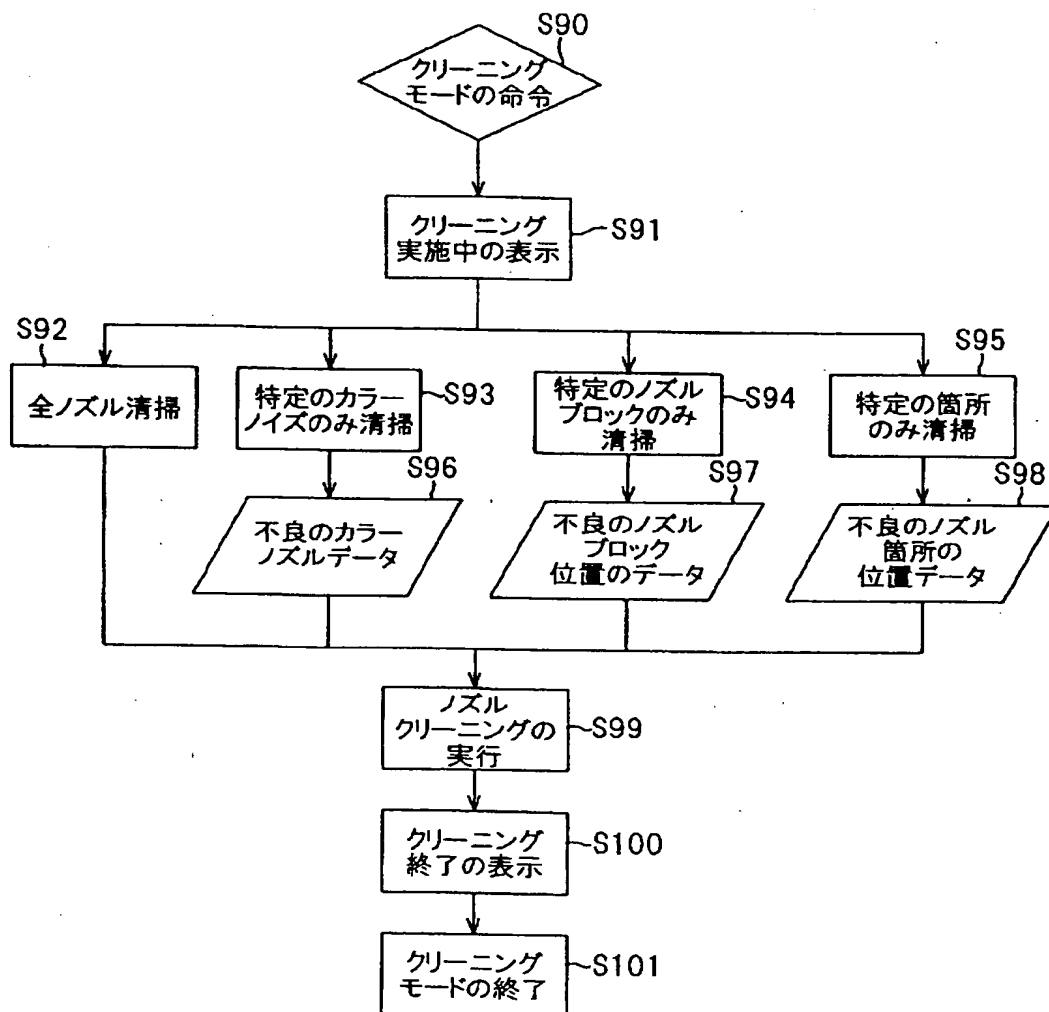 S90
クリーニング
モードの命令
クリーニング
実施中の表示
S91
S92
全ノズル清掃
特定のカラー
ノイズのみ清掃
S93
特定のノズル
ブロックのみ
清掃
S94
S95
特定の箇所
のみ清掃
S96
不良のカラー
ノズルデータ
S97
不良のノズル
ブロック
位置のデータ
S98
不良のノズル
箇所の
位置データ
ノズル
クリーニングの
実行
S99
クリーニング
終了の表示
S100
クリーニング
モードの終了
S101